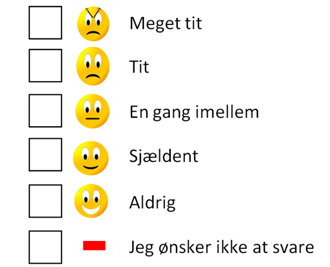 Meget tit
Tit
En gang imellem
Sjældent
Aldrig
Jeg ønsker ikke at svare